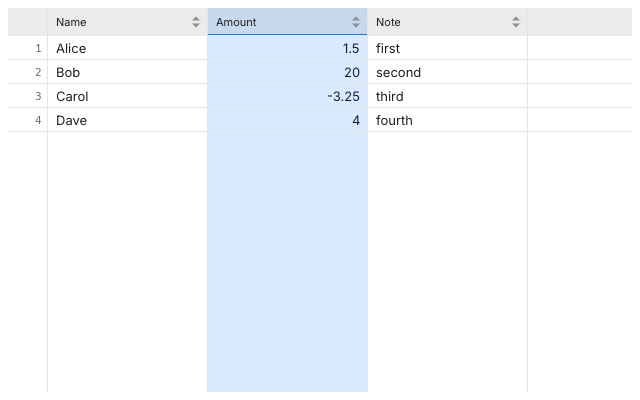 Name Amount Note
1 Alice 1.5 first
2 Bob 20 second
3 Carol -3.25 third
4 Dave 4 fourth